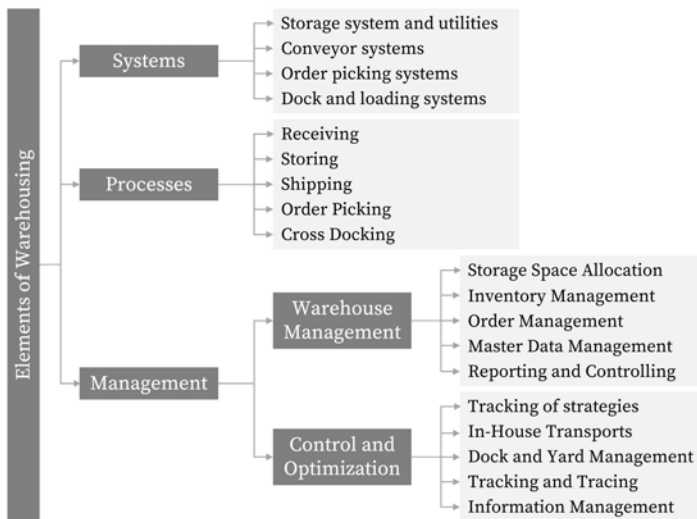 Elements of Warehousing
Systems
Storage system and utilities
Conveyor systems
Order picking systems
Dock and loading systems
Processes
Receiving
Storing
Shipping
Order Picking
Cross Docking
Management
Warehouse
Management
Storage Space Allocation
Inventory Management
Order Management
Master Data Management
Reporting and Controlling
Control and
Optimization
Tracking of strategies
In-House Transports
Dock and Yard Management
Tracking and Tracing
Information Management